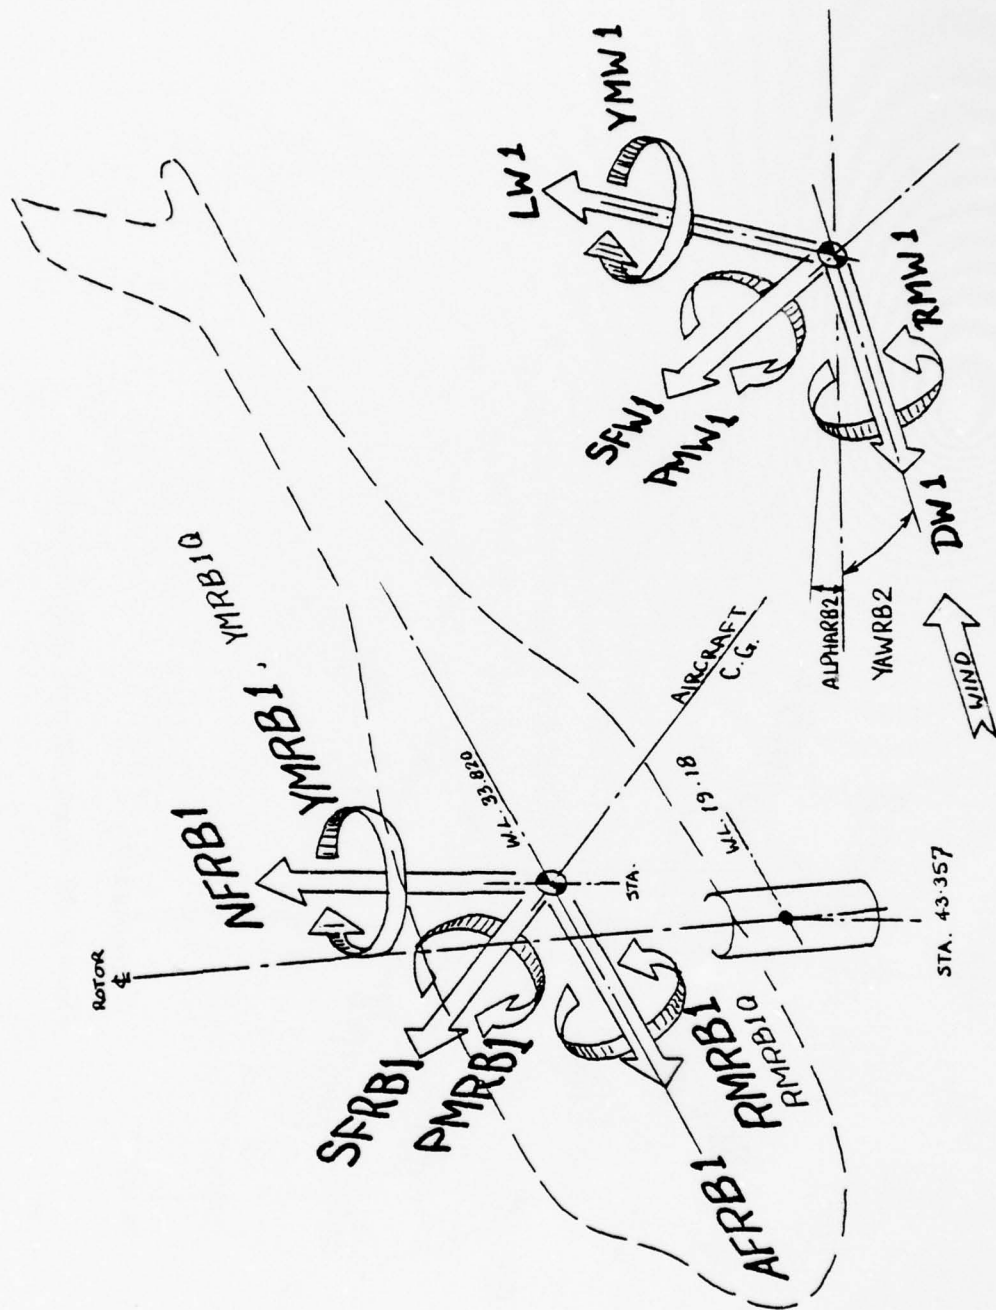 ROTOR
℄
NFRB1
YMRB1, YMRB1Q
SFRB1
PMRB1
W.L. 33.820
STA.
AFRB1
RMRB1
RMRB1Q
W.L. 19.18
STA. 43.357
AIRCRAFT
C.G.
LW1
YMW1
SFW1
PMW1
RMW1
DW1
ALPHARB2
YAWRB2
WIND